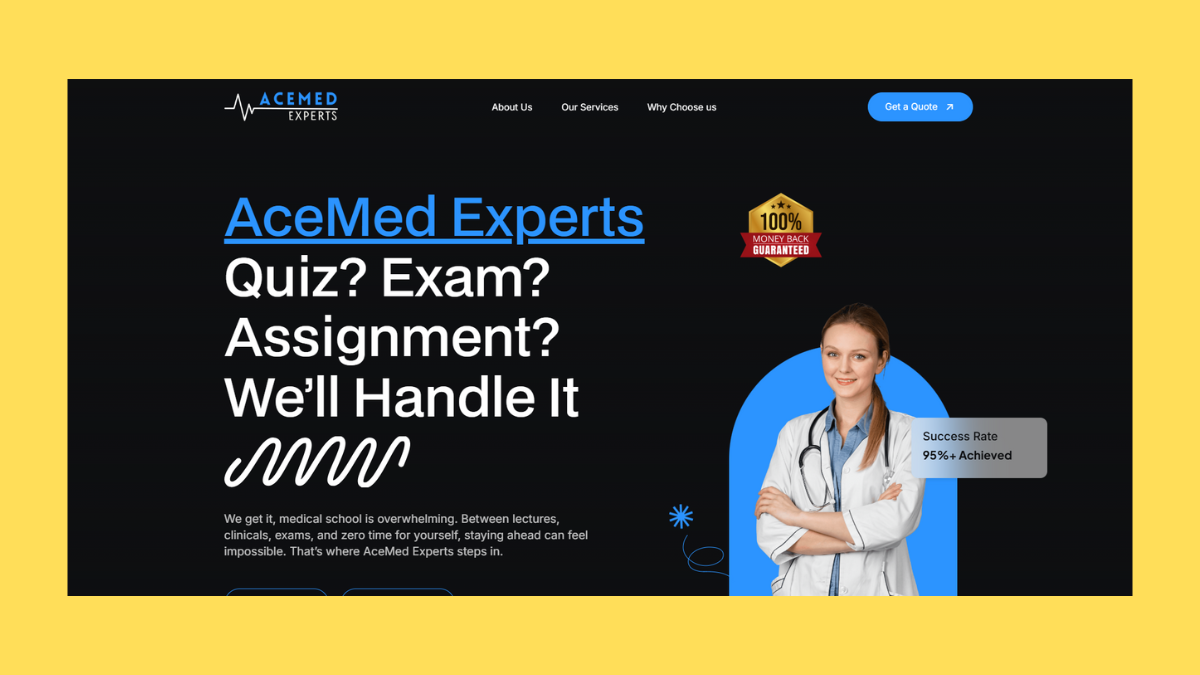 ACEMED
EXPERTS
About Us
Our Services
Why Choose us
Get a Quote
AceMed Experts
Quiz? Exam?
Assignment?
We’ll Handle It
100%
MONEY BACK
GUARANTEED
Success Rate
95%+ Achieved
We get it, medical school is overwhelming. Between lectures,
clinicals, exams, and zero time for yourself, staying ahead can feel
impossible. That’s where AceMed Experts steps in.